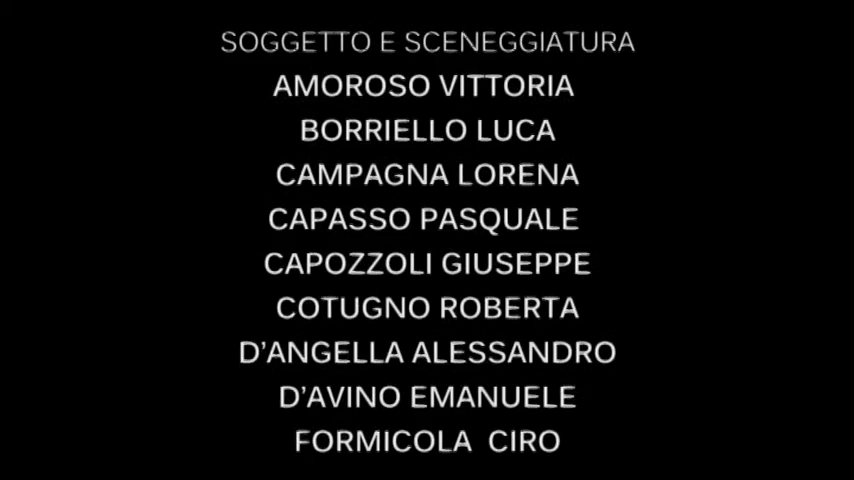 SOGGETTO E SCENEGGIATURA
AMOROSO VITTORIA
BORRIELLO LUCA
CAMPAGNA LORENA
CAPASSO PASQUALE
CAPOZZOLI GIUSEPPE
COTUGNO ROBERTA
D’ANGELLA ALESSANDRO
D’AVINO EMANUELE
FORMICOLA  CIRO